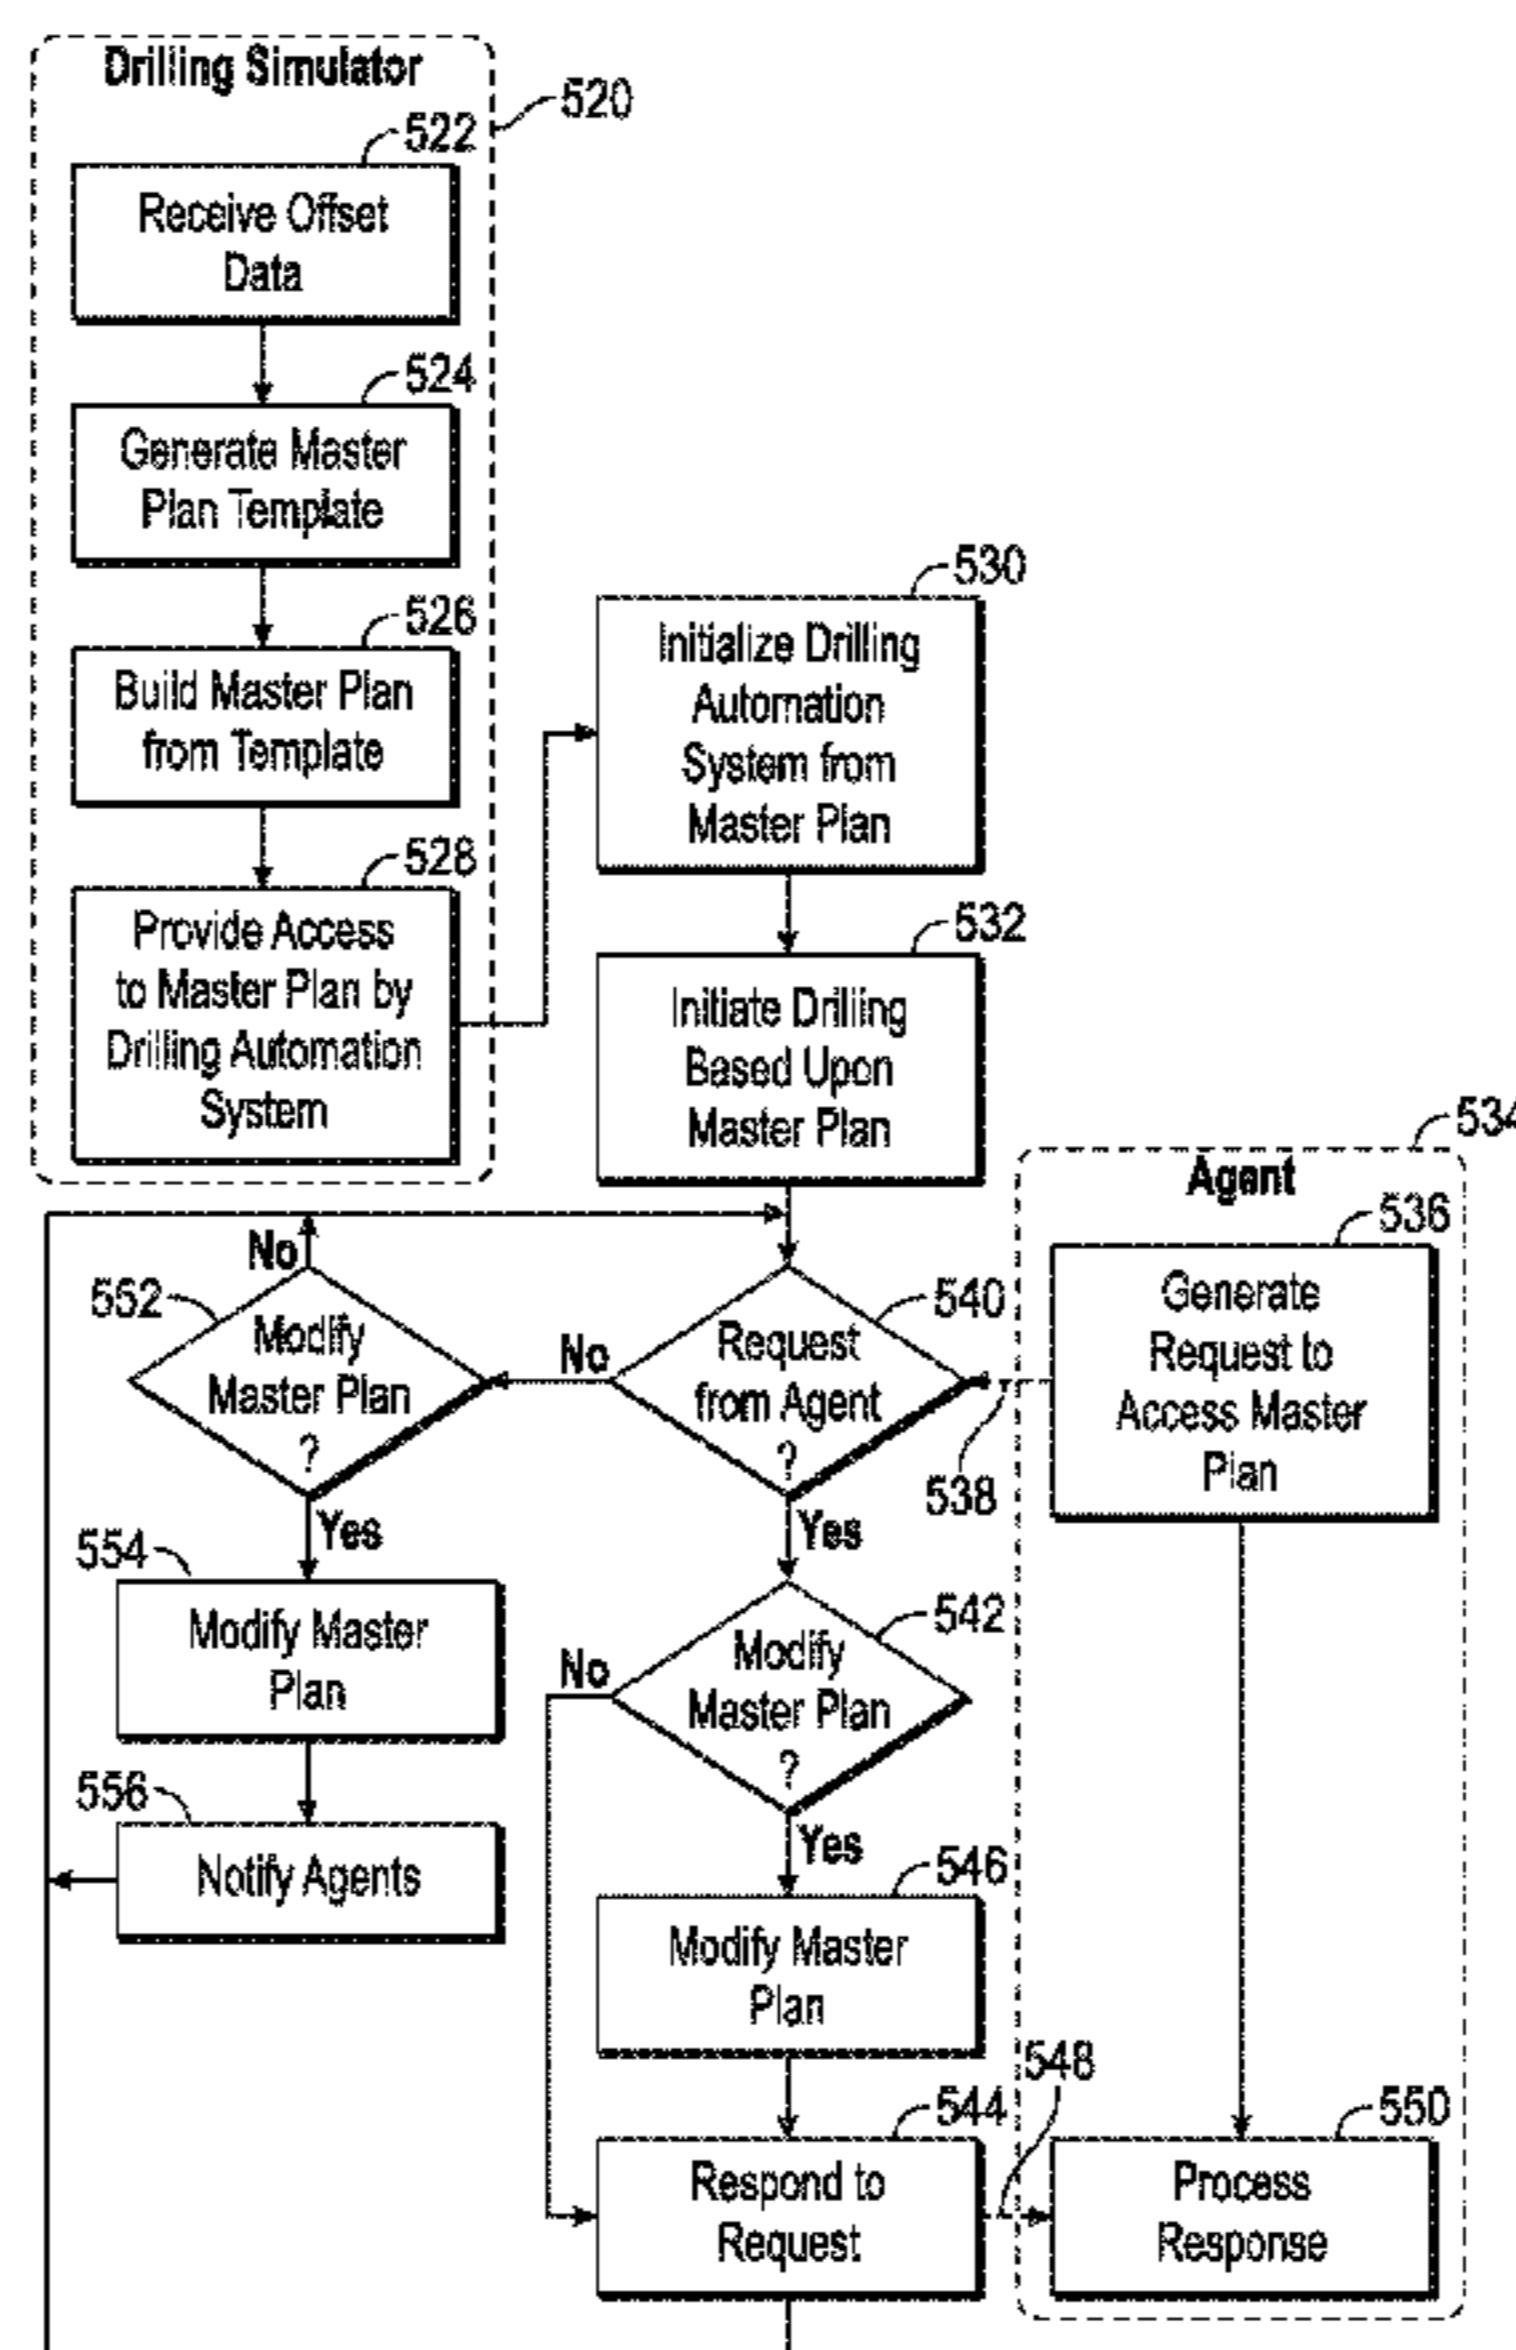 Drilling Simulator
520
522
Receive Offset
Data
524
Generate Master
Plan Template
526
Build Master Plan
from Template
528
Provide Access
to Master Plan by
Drilling Automation
System
530
Initialize Drilling
Automation
System from
Master Plan
532
Initiate Drilling
Based Upon
Master Plan
534
Agent
536
Generate
Request to
Access Master
Plan
538
540
Request
from Agent
?
No
Yes
552
Modify
Master Plan
?
No
Yes
554
Modify Master
Plan
556
Notify Agents
542
Modify
Master Plan
?
No
Yes
546
Modify Master
Plan
544
Respond to
Request
548
550
Process
Response